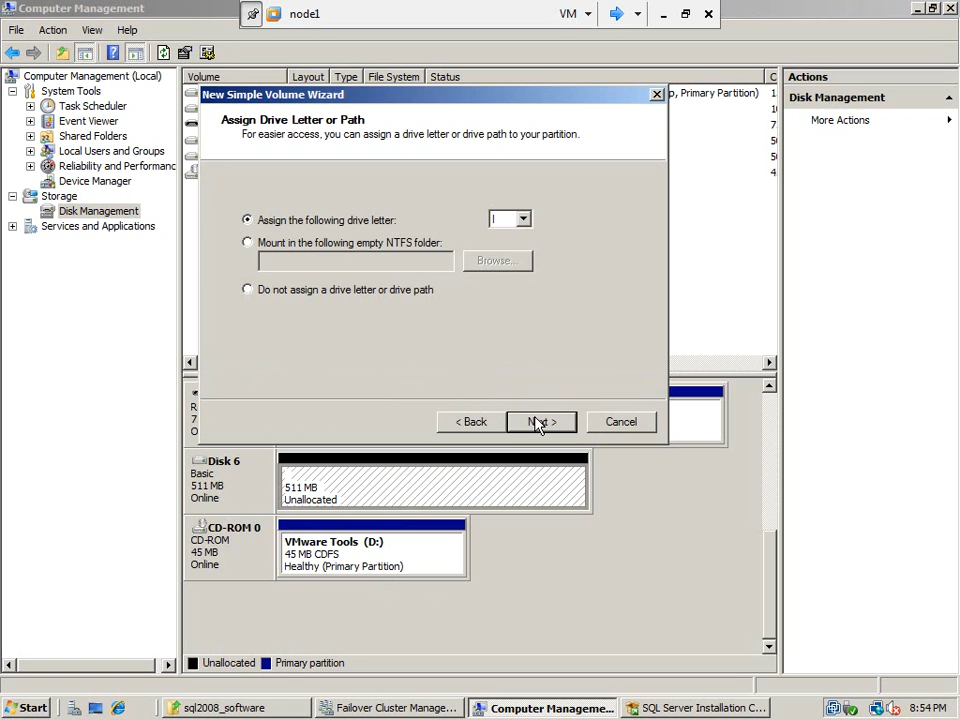 Computer Management
node1
VM
File Action View Help
Computer Management (Local)
System Tools
Task Scheduler
Event Viewer
Shared Folders
Local Users and Groups
Reliability and Performanc
Device Manager
Storage
Disk Management
Services and Applications
Volume Layout Type File System Status C
p, Primary Partition)
New Simple Volume Wizard
Assign Drive Letter or Path
For easier access, you can assign a drive letter or drive path to your partition.
Assign the following drive letter:
I
Mount in the following empty NTFS folder:
Browse...
Do not assign a drive letter or drive path
< Back
Cancel
Actions
Disk Management
More Actions
Disk 6
Basic
511 MB
Online
511 MB
Unallocated
CD-ROM 0
CD-ROM
45 MB
Online
VMware Tools (D:)
45 MB CDFS
Healthy (Primary Partition)
Unallocated Primary partition
Start
sql2008_software
Failover Cluster Manage...
Computer Manageme...
SQL Server Installation C...
8:54 PM